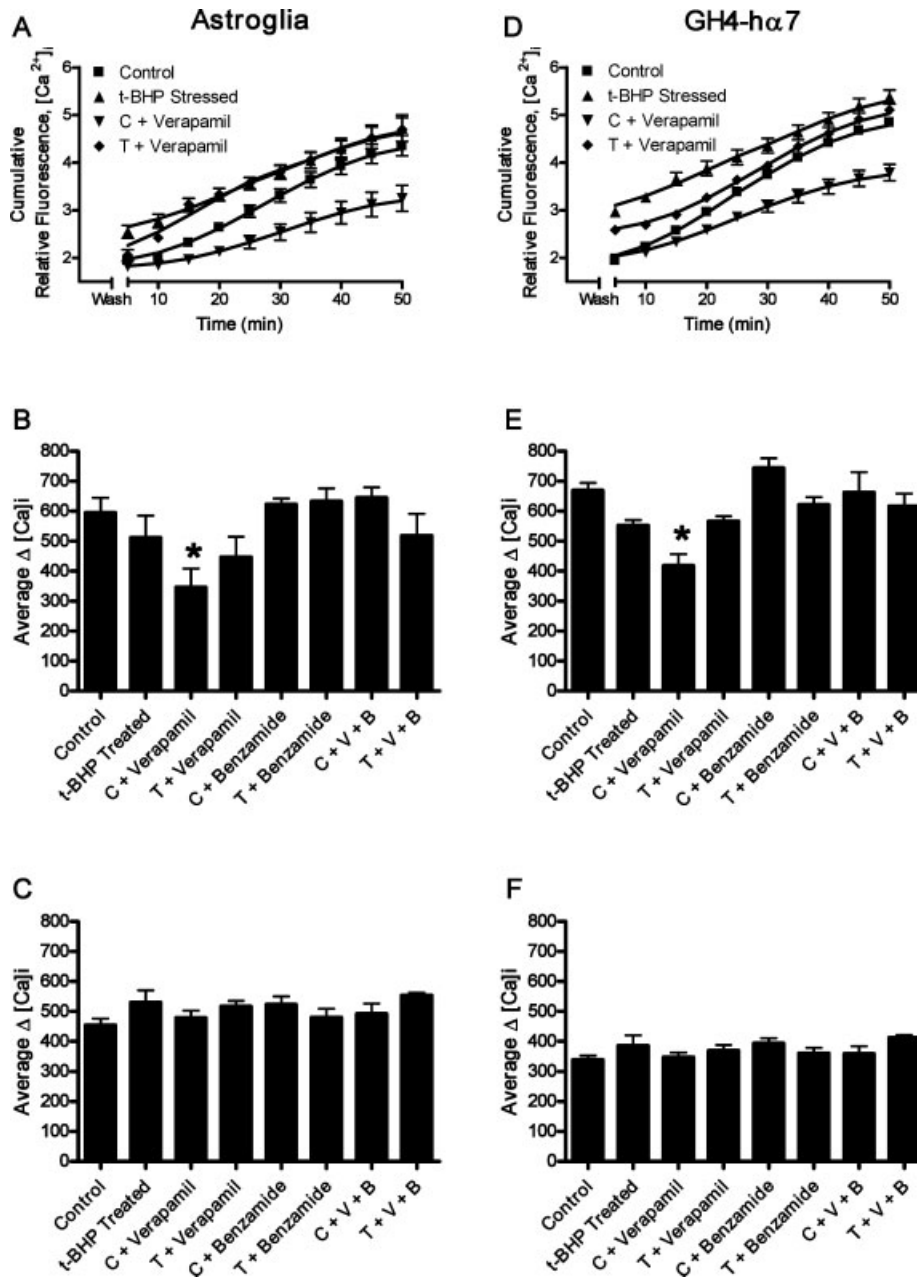 A
Astroglia
Cumulative
Relative Fluorescence, [Ca 2+]i
6
5
4
3
2
Control
t-BHP Stressed
C + Verapamil
T + Verapamil
Wash
10
20
30
40
50
Time (min)
D
GH4-hα7
Cumulative
Relative Fluorescence, [Ca 2+]i
6
5
4
3
2
Control
t-BHP Stressed
C + Verapamil
T + Verapamil
Wash
10
20
30
40
50
Time (min)
B
Average Δ [Ca]i
800
700
600
500
400
300
200
100
0
*
Control
t-BHP Treated
C + Verapamil
T + Verapamil
C + Benzamide
T + Benzamide
C + V + B
T + V + B
E
Average Δ [Ca]i
800
700
600
500
400
300
200
100
0
*
Control
t-BHP Treated
C + Verapamil
T + Verapamil
C + Benzamide
T + Benzamide
C + V + B
T + V + B
C
Average Δ [Ca]i
800
700
600
500
400
300
200
100
0
Control
t-BHP Treated
C + Verapamil
T + Verapamil
C + Benzamide
T + Benzamide
C + V + B
T + V + B
F
Average Δ [Ca]i
800
700
600
500
400
300
200
100
0
Control
t-BHP Treated
C + Verapamil
T + Verapamil
C + Benzamide
T + Benzamide
C + V + B
T + V + B